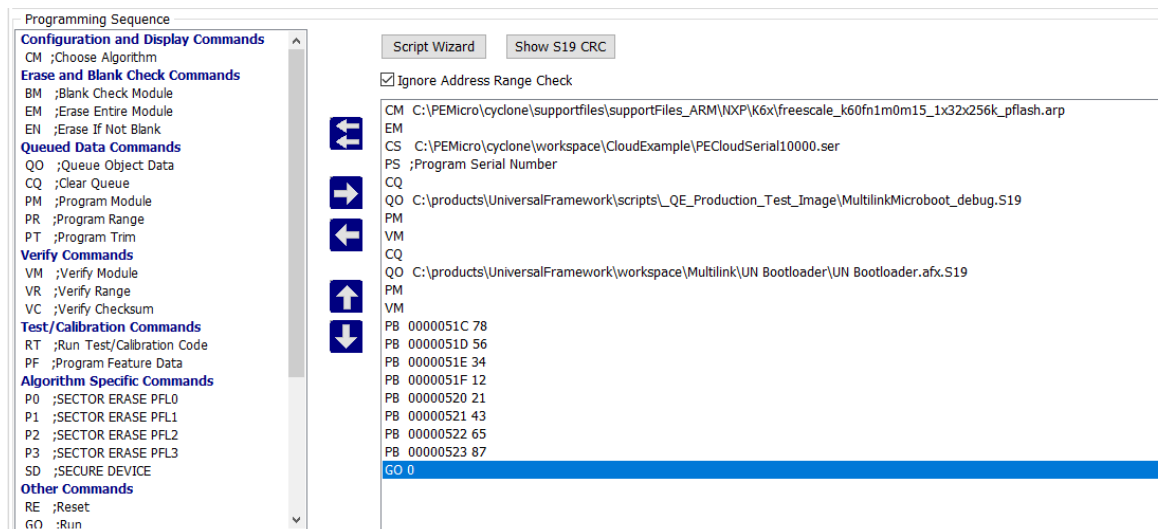 Programming Sequence
Configuration and Display Commands
CM ;Choose Algorithm
Erase and Blank Check Commands
BM ;Blank Check Module
EM ;Erase Entire Module
EN ;Erase If Not Blank
Queued Data Commands
QO ;Queue Object Data
CQ ;Clear Queue
PM ;Program Module
PR ;Program Range
PT ;Program Trim
Verify Commands
VM ;Verify Module
VR ;Verify Range
VC ;Verify Checksum
Test/Calibration Commands
RT ;Run Test/Calibration Code
PF ;Program Feature Data
Algorithm Specific Commands
P0 ;SECTOR ERASE PFL0
P1 ;SECTOR ERASE PFL1
P2 ;SECTOR ERASE PFL2
P3 ;SECTOR ERASE PFL3
SD ;SECURE DEVICE
Other Commands
RE ;Reset
GO ;Run
Script Wizard
Show S19 CRC
Ignore Address Range Check
CM C:\PEMicro\cyclone\supportfiles\supportFiles_ARM\NXP\K6x\freescale_k60fn1m0m15_1x32x256k_pflash.arp
EM
CS C:\PEMicro\cyclone\workspace\CloudExample\PECloudSerial10000.ser
PS ;Program Serial Number
CQ
QO C:\products\UniversalFramework\scripts\_QE_Production_Test_Image\MultilinkMicroboot_debug.S19
PM
VM
CQ
QO C:\products\UniversalFramework\workspace\Multilink\UN Bootloader\UN Bootloader.afx.S19
PM
VM
PB 0000051C 78
PB 0000051D 56
PB 0000051E 34
PB 0000051F 12
PB 00000520 21
PB 00000521 43
PB 00000522 65
PB 00000523 87
GO 0